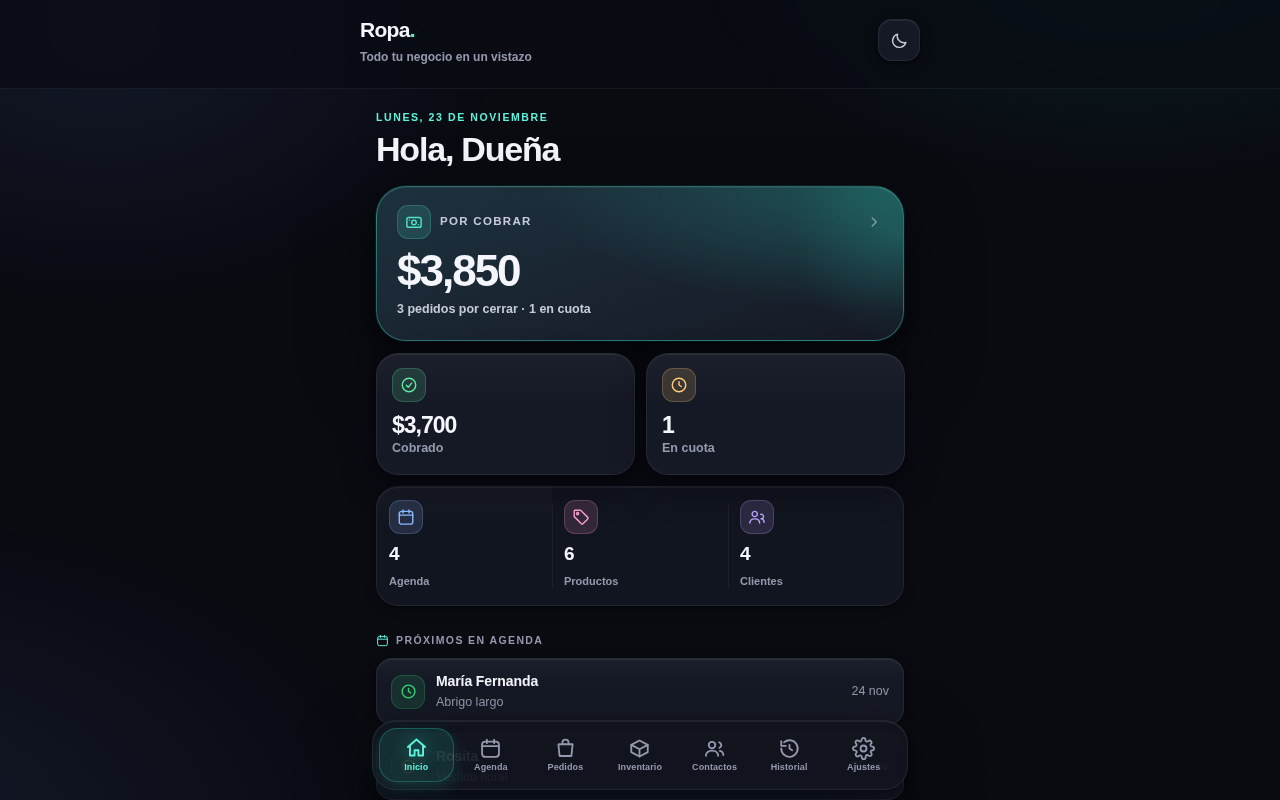 Ropa.
Todo tu negocio en un vistazo
LUNES, 23 DE NOVIEMBRE
Hola, Dueña
POR COBRAR
$3,850
3 pedidos por cerrar · 1 en cuota
$3,700
Cobrado
1
En cuota
4
Agenda
6
Productos
4
Clientes
PRÓXIMOS EN AGENDA
María Fernanda
Abrigo largo
24 nov
Rosita
Inicio
Agenda
Pedidos
Inventario
Contactos
Historial
Ajustes